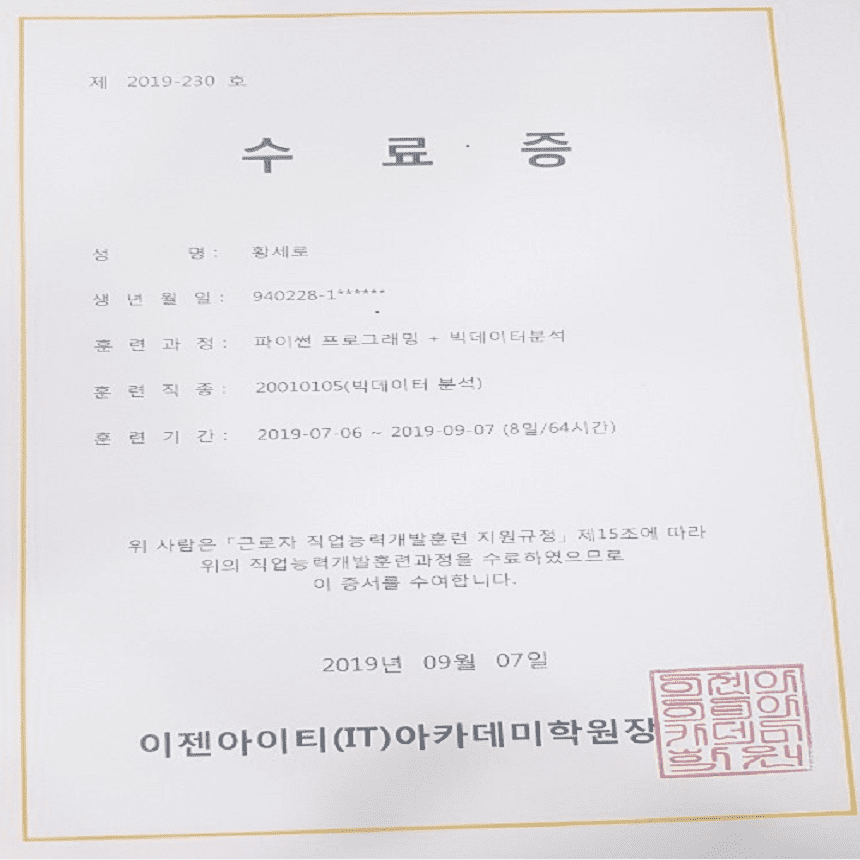 제 2019-230 호
수 료 증
성 명 : 황세로
생 년 월 일 : 940228-1******
훈 련 과 정 : 파이썬 프로그래밍 + 빅데이터분석
훈 련 직 종 : 20010105(빅데이터 분석)
훈 련 기 간 : 2019-07-06 ~ 2019-09-07 (8일/64시간)
위 사람은 「근로자 직업능력개발훈련 지원규정」 제15조에 따라
위의 직업능력개발훈련과정을 수료하였으므로
이 증서를 수여합니다.
2019년 09월 07일
이젠아이티(IT)아카데미학원장